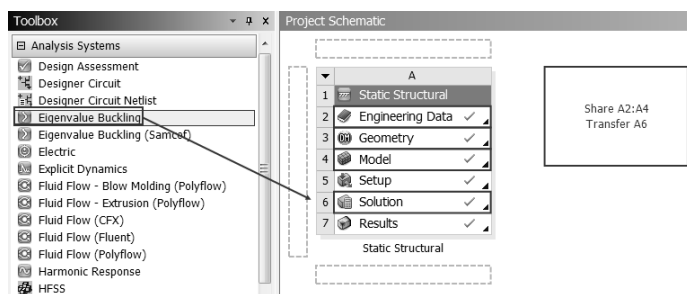 Toolbox
Analysis Systems
Design Assessment
Designer Circuit
Designer Circuit Netlist
Eigenvalue Buckling
Eigenvalue Buckling (Samcef)
Electric
Explicit Dynamics
Fluid Flow - Blow Molding (Polyflow)
Fluid Flow - Extrusion (Polyflow)
Fluid Flow (CFX)
Fluid Flow (Fluent)
Fluid Flow (Polyflow)
Harmonic Response
HFSS
Project Schematic
A
1 Static Structural
2 Engineering Data
3 Geometry
4 Model
5 Setup
6 Solution
7 Results
Static Structural
Share A2:A4
Transfer A6